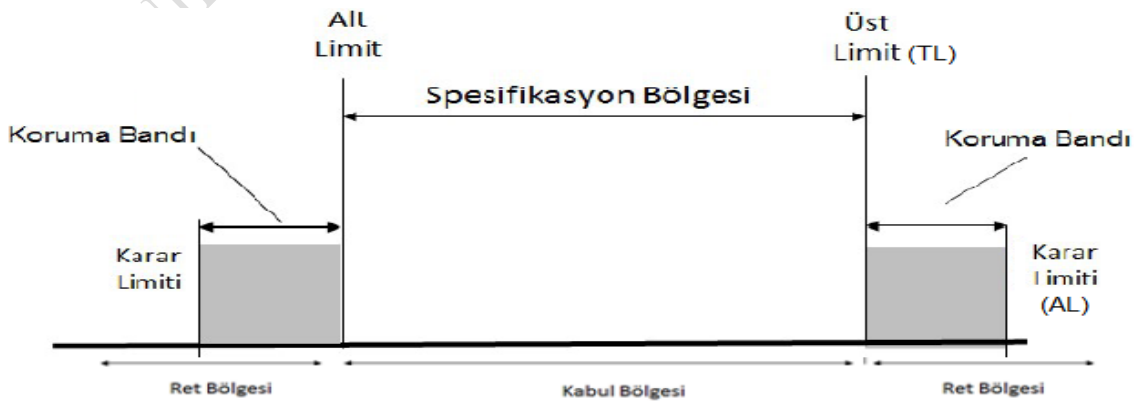 Alt
Limit
Üst
Limit (TL)
Spesifikasyon Bölgesi
Koruma Bandı
Koruma Bandı
Karar
Limiti
Karar
Limiti
(AL)
Ret Bölgesi
Kabul Bölgesi
Ret Bölgesi